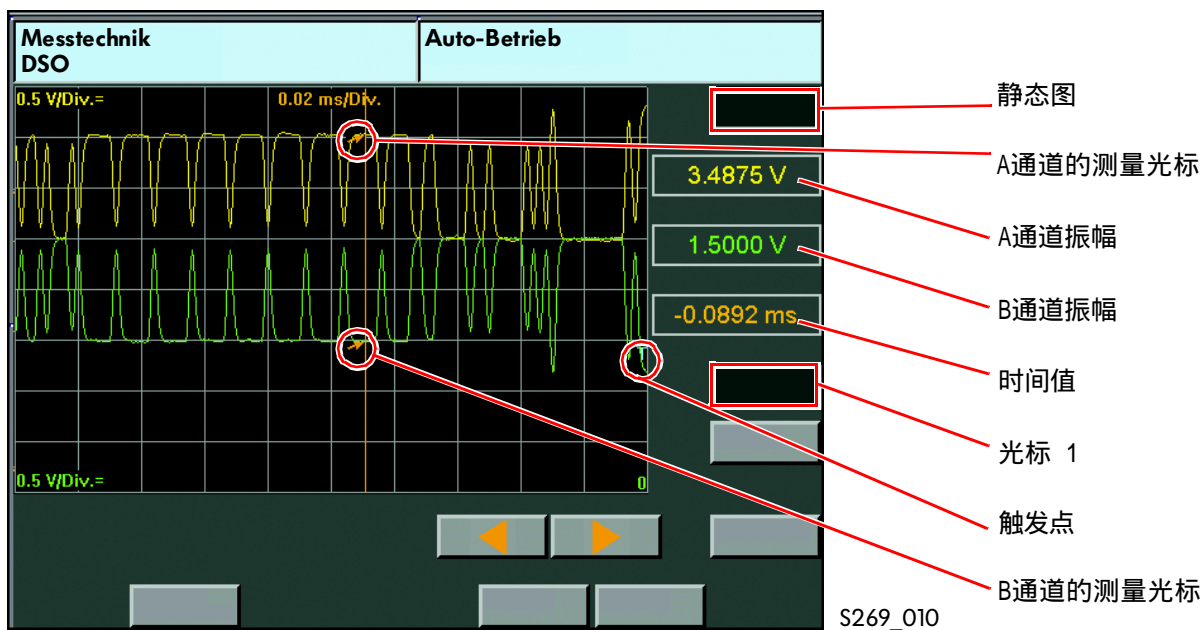 Messtechnik
DSO
Auto-Betrieb
0.5 V/Div.=
0.02 ms/Div.
3.4875 V
1.5000 V
-0.0892 ms
T
0.5 V/Div.=
0
静态图
A通道的测量光标
A通道振幅
B通道振幅
时间值
光标 1
触发点
B通道的测量光标
S269_010